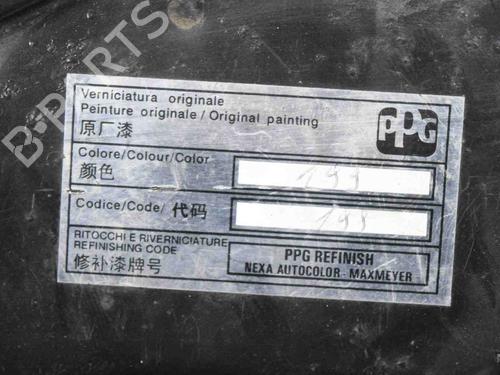 B-PARTS
Verniciatura originale
Peinture originale/Original painting
原厂漆
PPG
Colore/Colour/Color
颜色
199
Codice/Code/代码
RITOCCHI E RIVERNICIATURE
REFINISHING CODE
修补漆牌号
PPG REFINISH
NEXA AUTOCOLOR - MAXMEYER